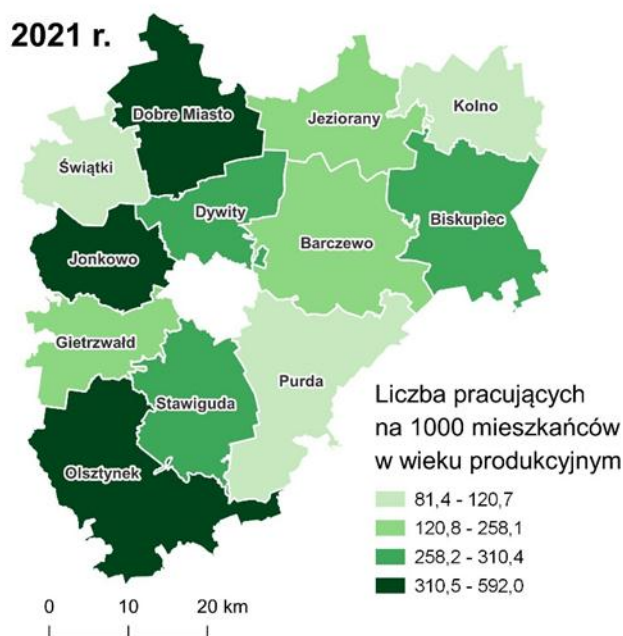 2021 r.
Dobre Miasto
Jeziorany
Kolno
Świątki
Dywity
Biskupiec
Barczewo
Jonkowo
Gietrzwałd
Stawiguda
Purda
Olsztynek
Liczba pracujących
na 1000 mieszkańców
w wieku produkcyjnym
81,4 - 120,7
120,8 - 258,1
258,2 - 310,4
310,5 - 592,0
0 10 20 km